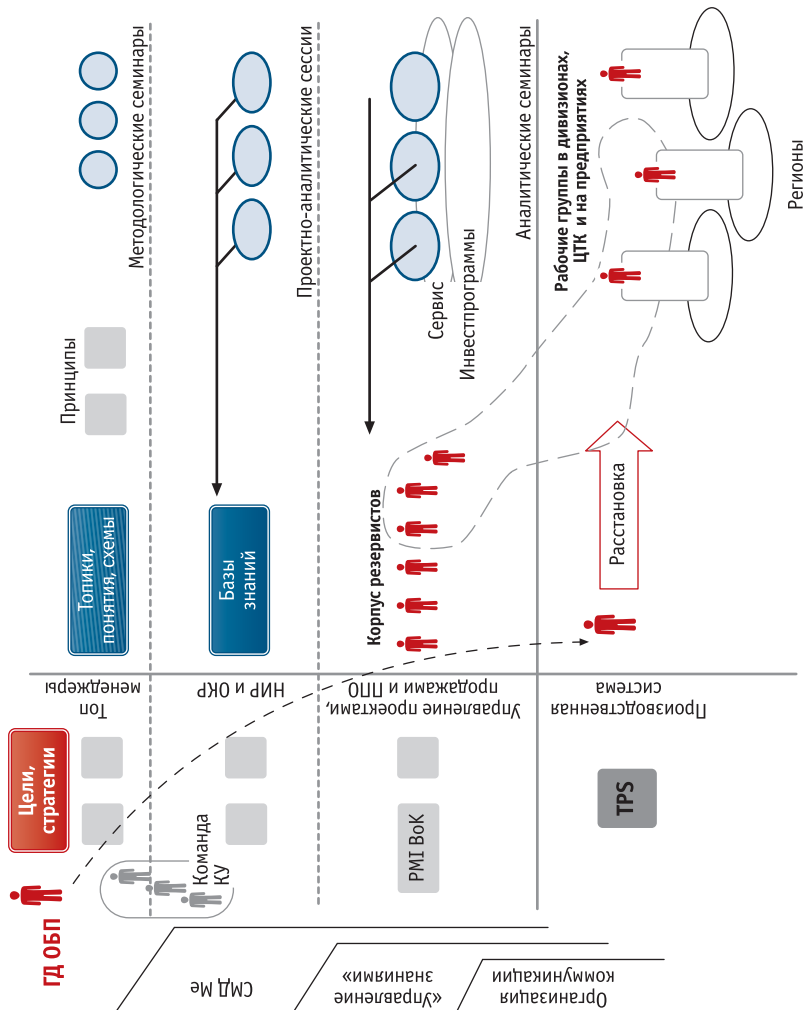 ГД ОБП
Цели,
стратегии
Команда
КУ
PMI BoK
TPS
СМД Ме
«Управление
знаниями»
Организация
коммуникации
Топ
менеджеры
НИР и ОКР
Управление проектами,
продажами и ППО
Производственная
система
Топики,
понятия, схемы
Принципы
Методологические семинары
Базы
знаний
Проектно-аналитические сессии
Корпус резервистов
Сервис
Инвестпрограммы
Аналитические семинары
Расстановка
Рабочие группы в дивизионах,
ЦТК и на предприятиях
Регионы